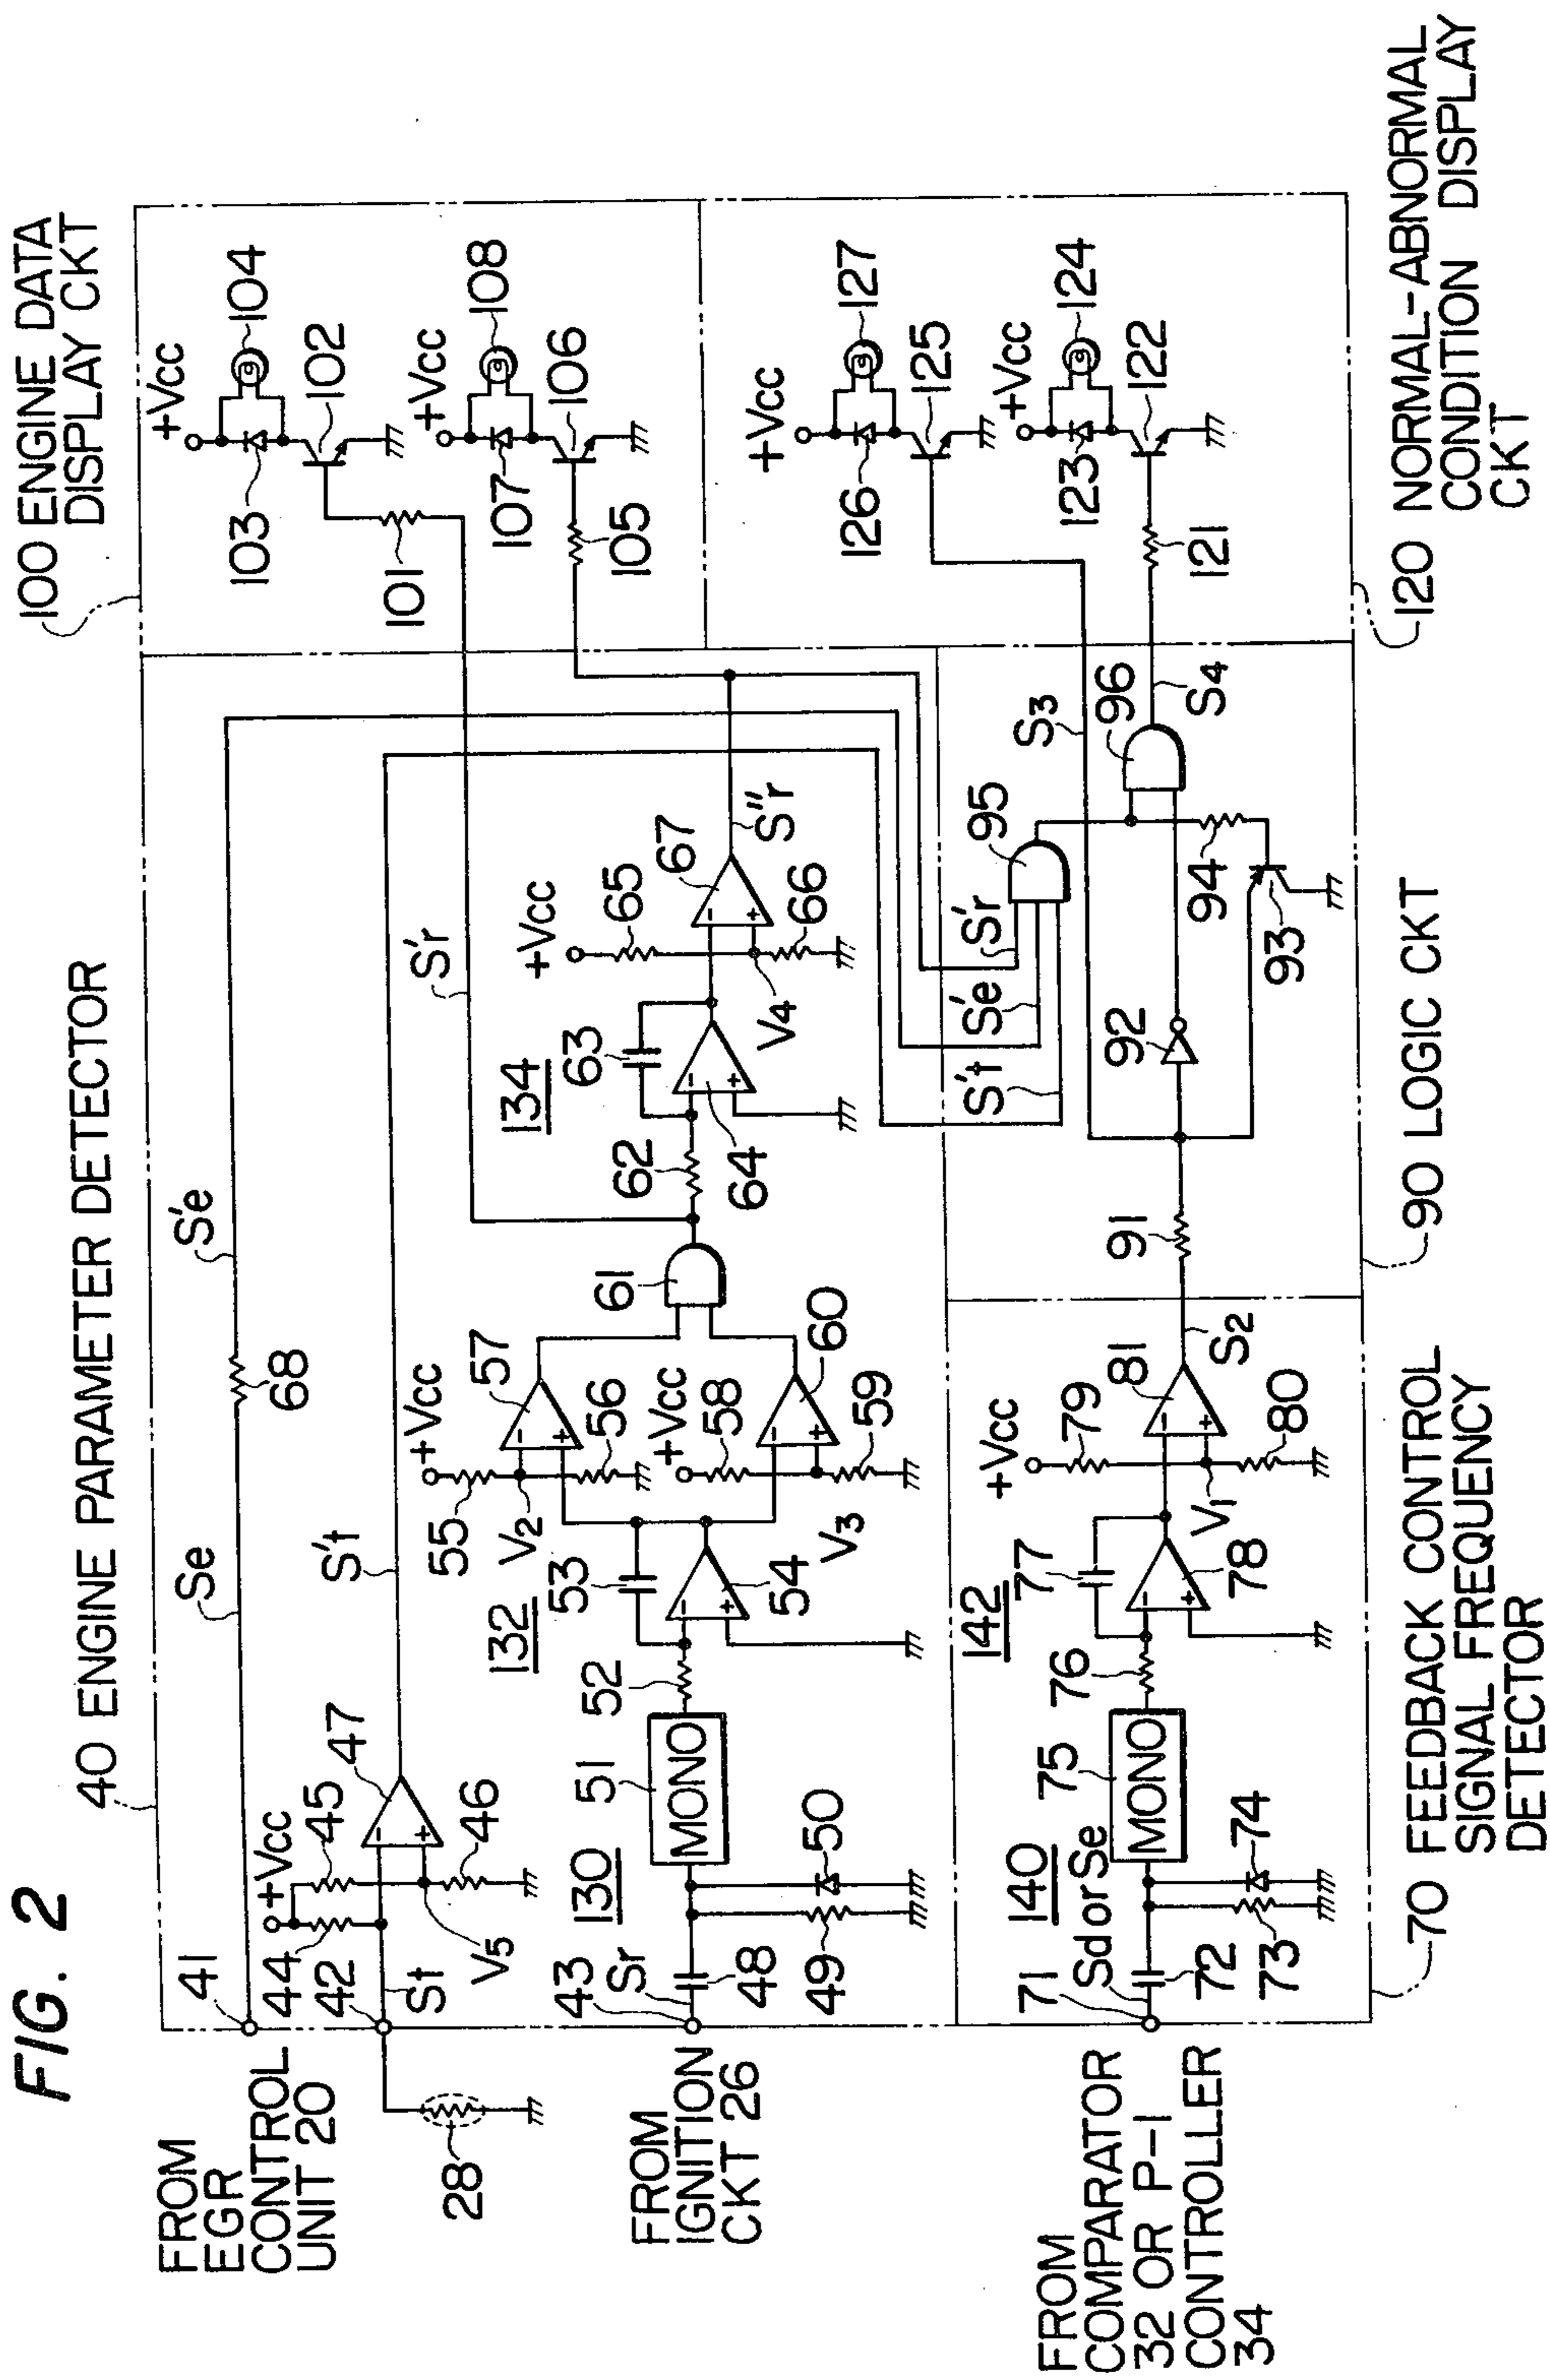 FIG. 2
40 ENGINE PARAMETER DETECTOR
100 ENGINE DATA
DISPLAY CKT
FROM
EGR
CONTROL
UNIT 20
41
Se
68
S'e
+Vcc
44
45
42
St
47
46
V5
28
S't
FROM
IGNITION
CKT 26
43
Sr
48
49
50
130
51
MONO
52
132
53
54
55
+Vcc
V2
56
57
+Vcc
58
V3
59
60
61
S'r
62
134
63
64
+Vcc
65
V4
66
67
S"r
101
103
+Vcc
102
104
105
107
+Vcc
106
108
FROM
COMPARATOR
32 OR P-I
CONTROLLER
34
71
Sd or Se
72
73
74
140
75
MONO
76
142
77
78
+Vcc
79
V1
80
81
S2
91
92
93
94
S't
S'e
S'r
95
96
S3
S4
121
126
+Vcc
125
127
123
+Vcc
122
124
70 FEEDBACK CONTROL
SIGNAL FREQUENCY
DETECTOR
90 LOGIC CKT
120 NORMAL-ABNORMAL
CONDITION DISPLAY
CKT